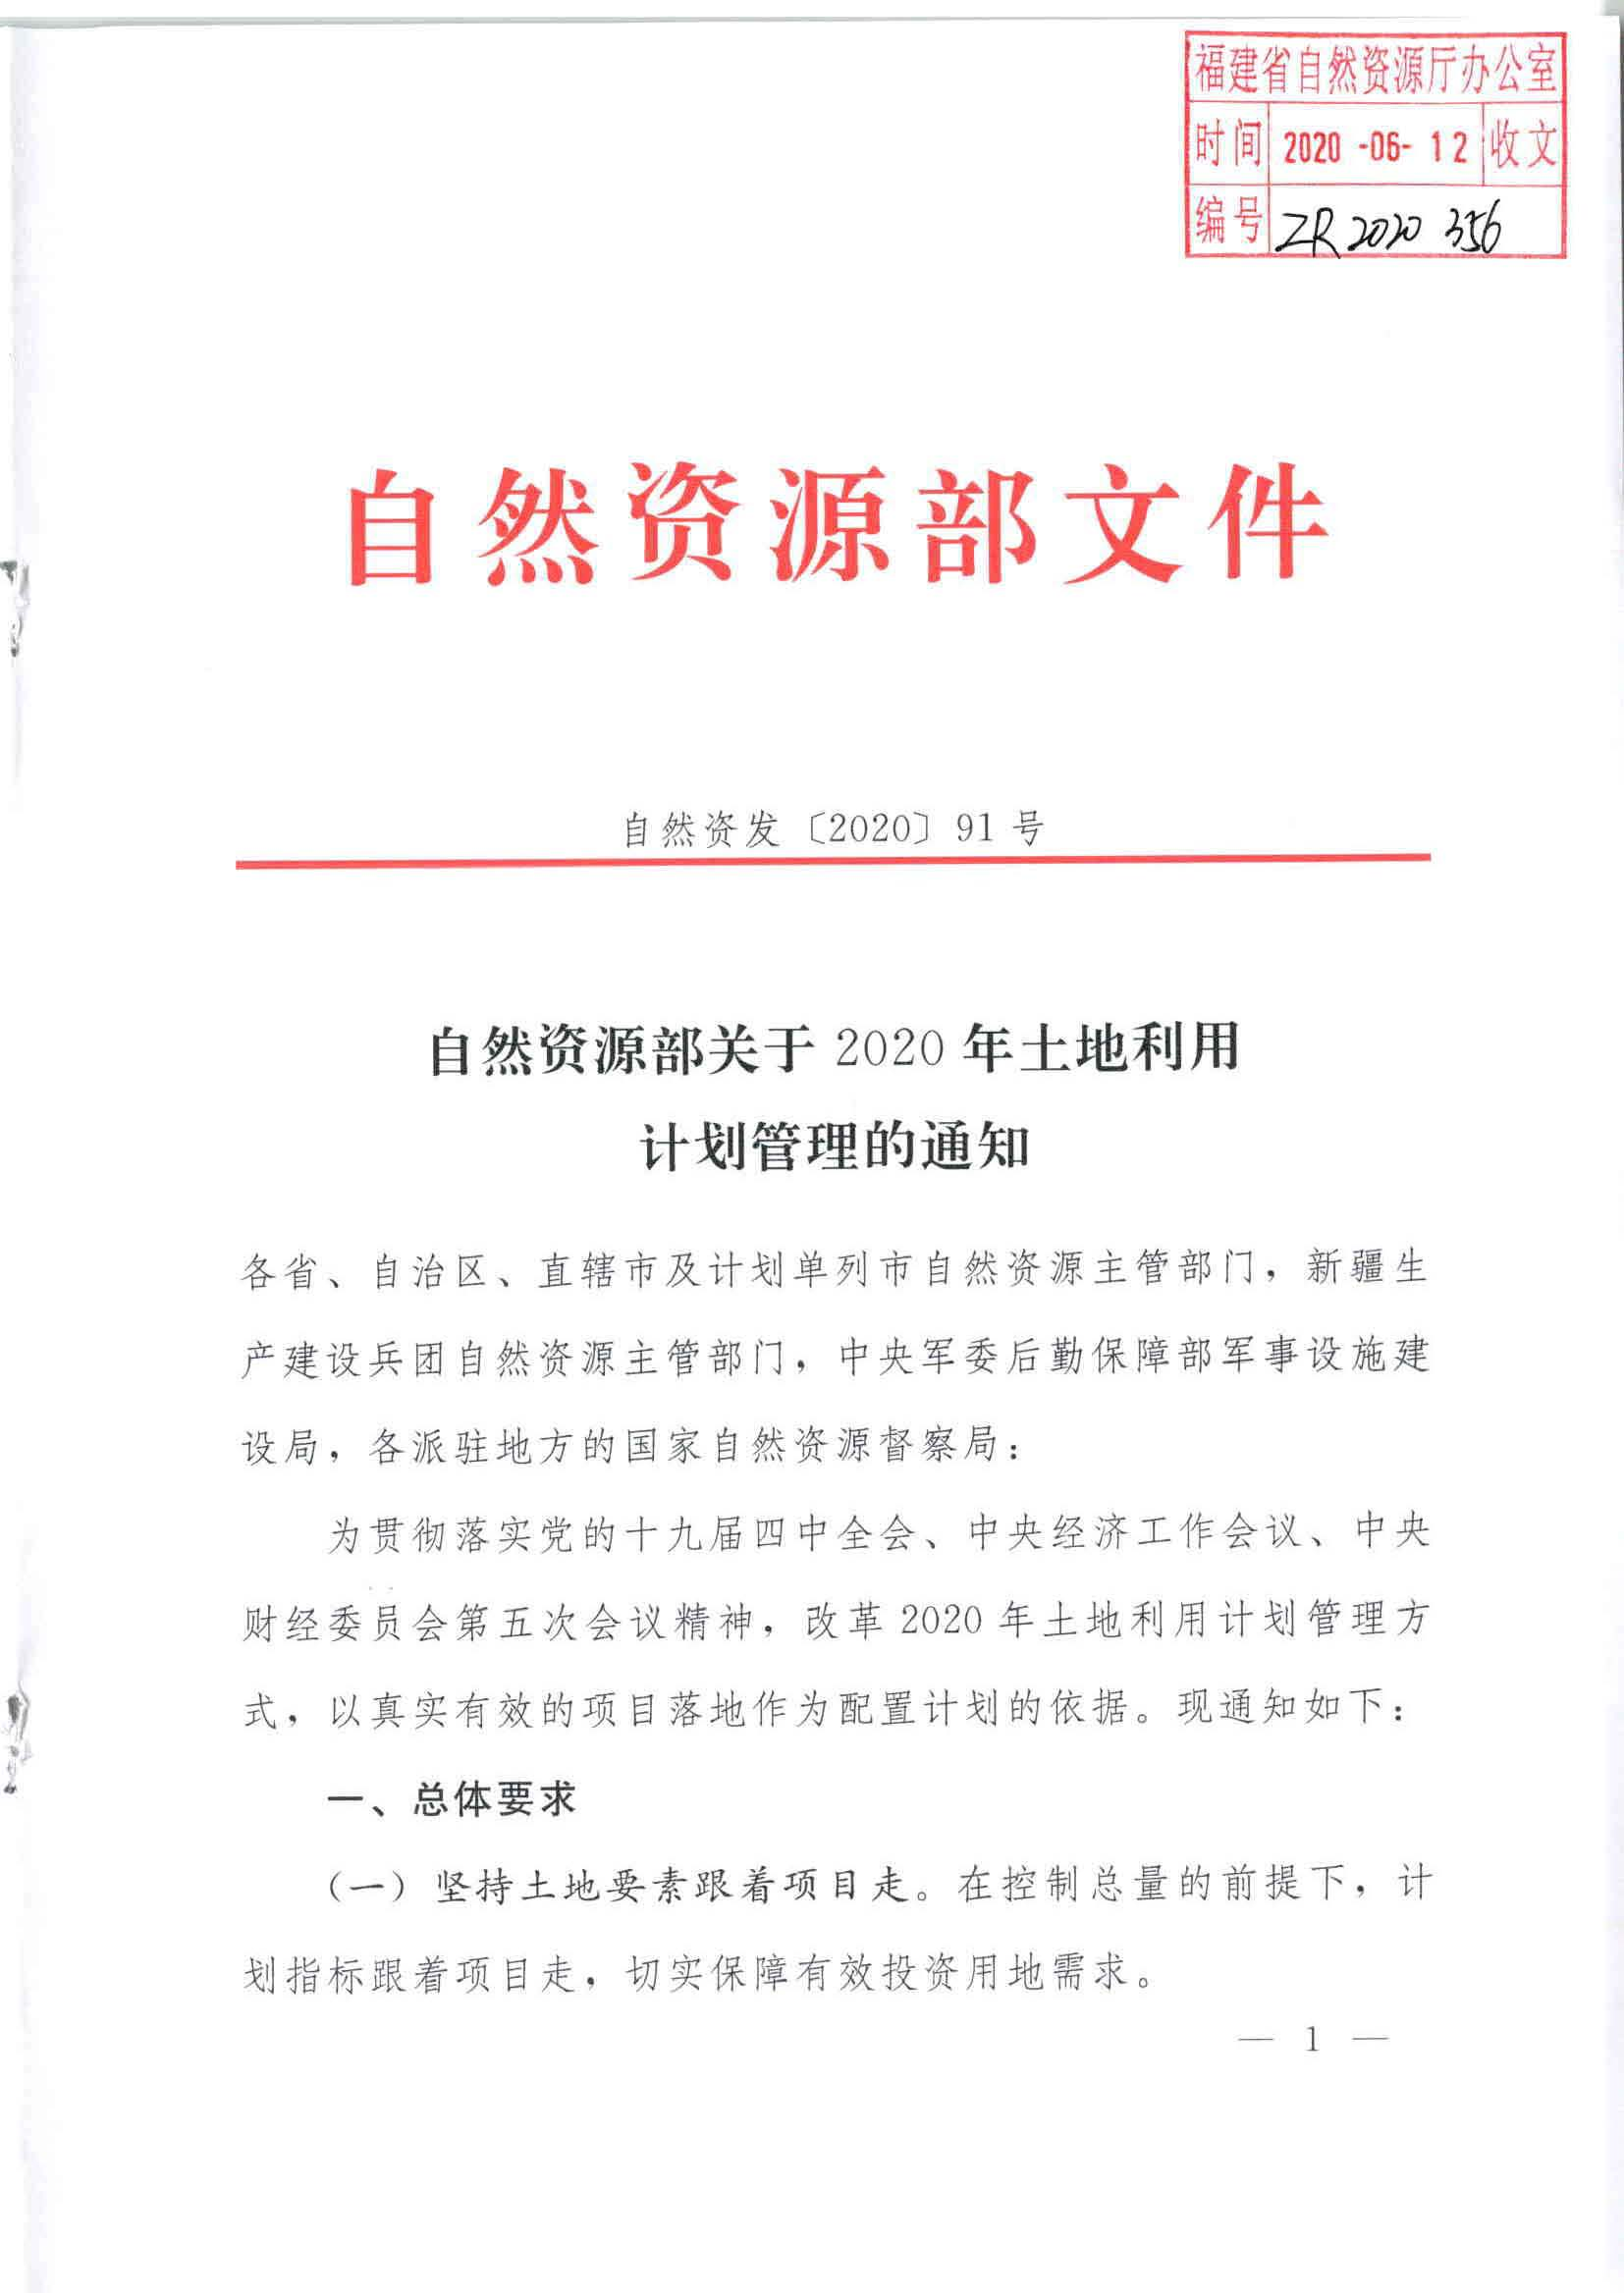 福建省自然资源厅办公室
时间 2020-06-12 收文
编号 ZR2020 356
自然资源部文件
自然资发〔2020〕91号
自然资源部关于2020年土地利用
计划管理的通知
各省、自治区、直辖市及计划单列市自然资源主管部门，新疆生
产建设兵团自然资源主管部门，中央军委后勤保障部军事设施建
设局，各派驻地方的国家自然资源督察局：
为贯彻落实党的十九届四中全会、中央经济工作会议、中央
财经委员会第五次会议精神，改革2020年土地利用计划管理方
式，以真实有效的项目落地作为配置计划的依据。现通知如下：
一、总体要求
（一）坚持土地要素跟着项目走。在控制总量的前提下，计
划指标跟着项目走，切实保障有效投资用地需求。
— 1 —